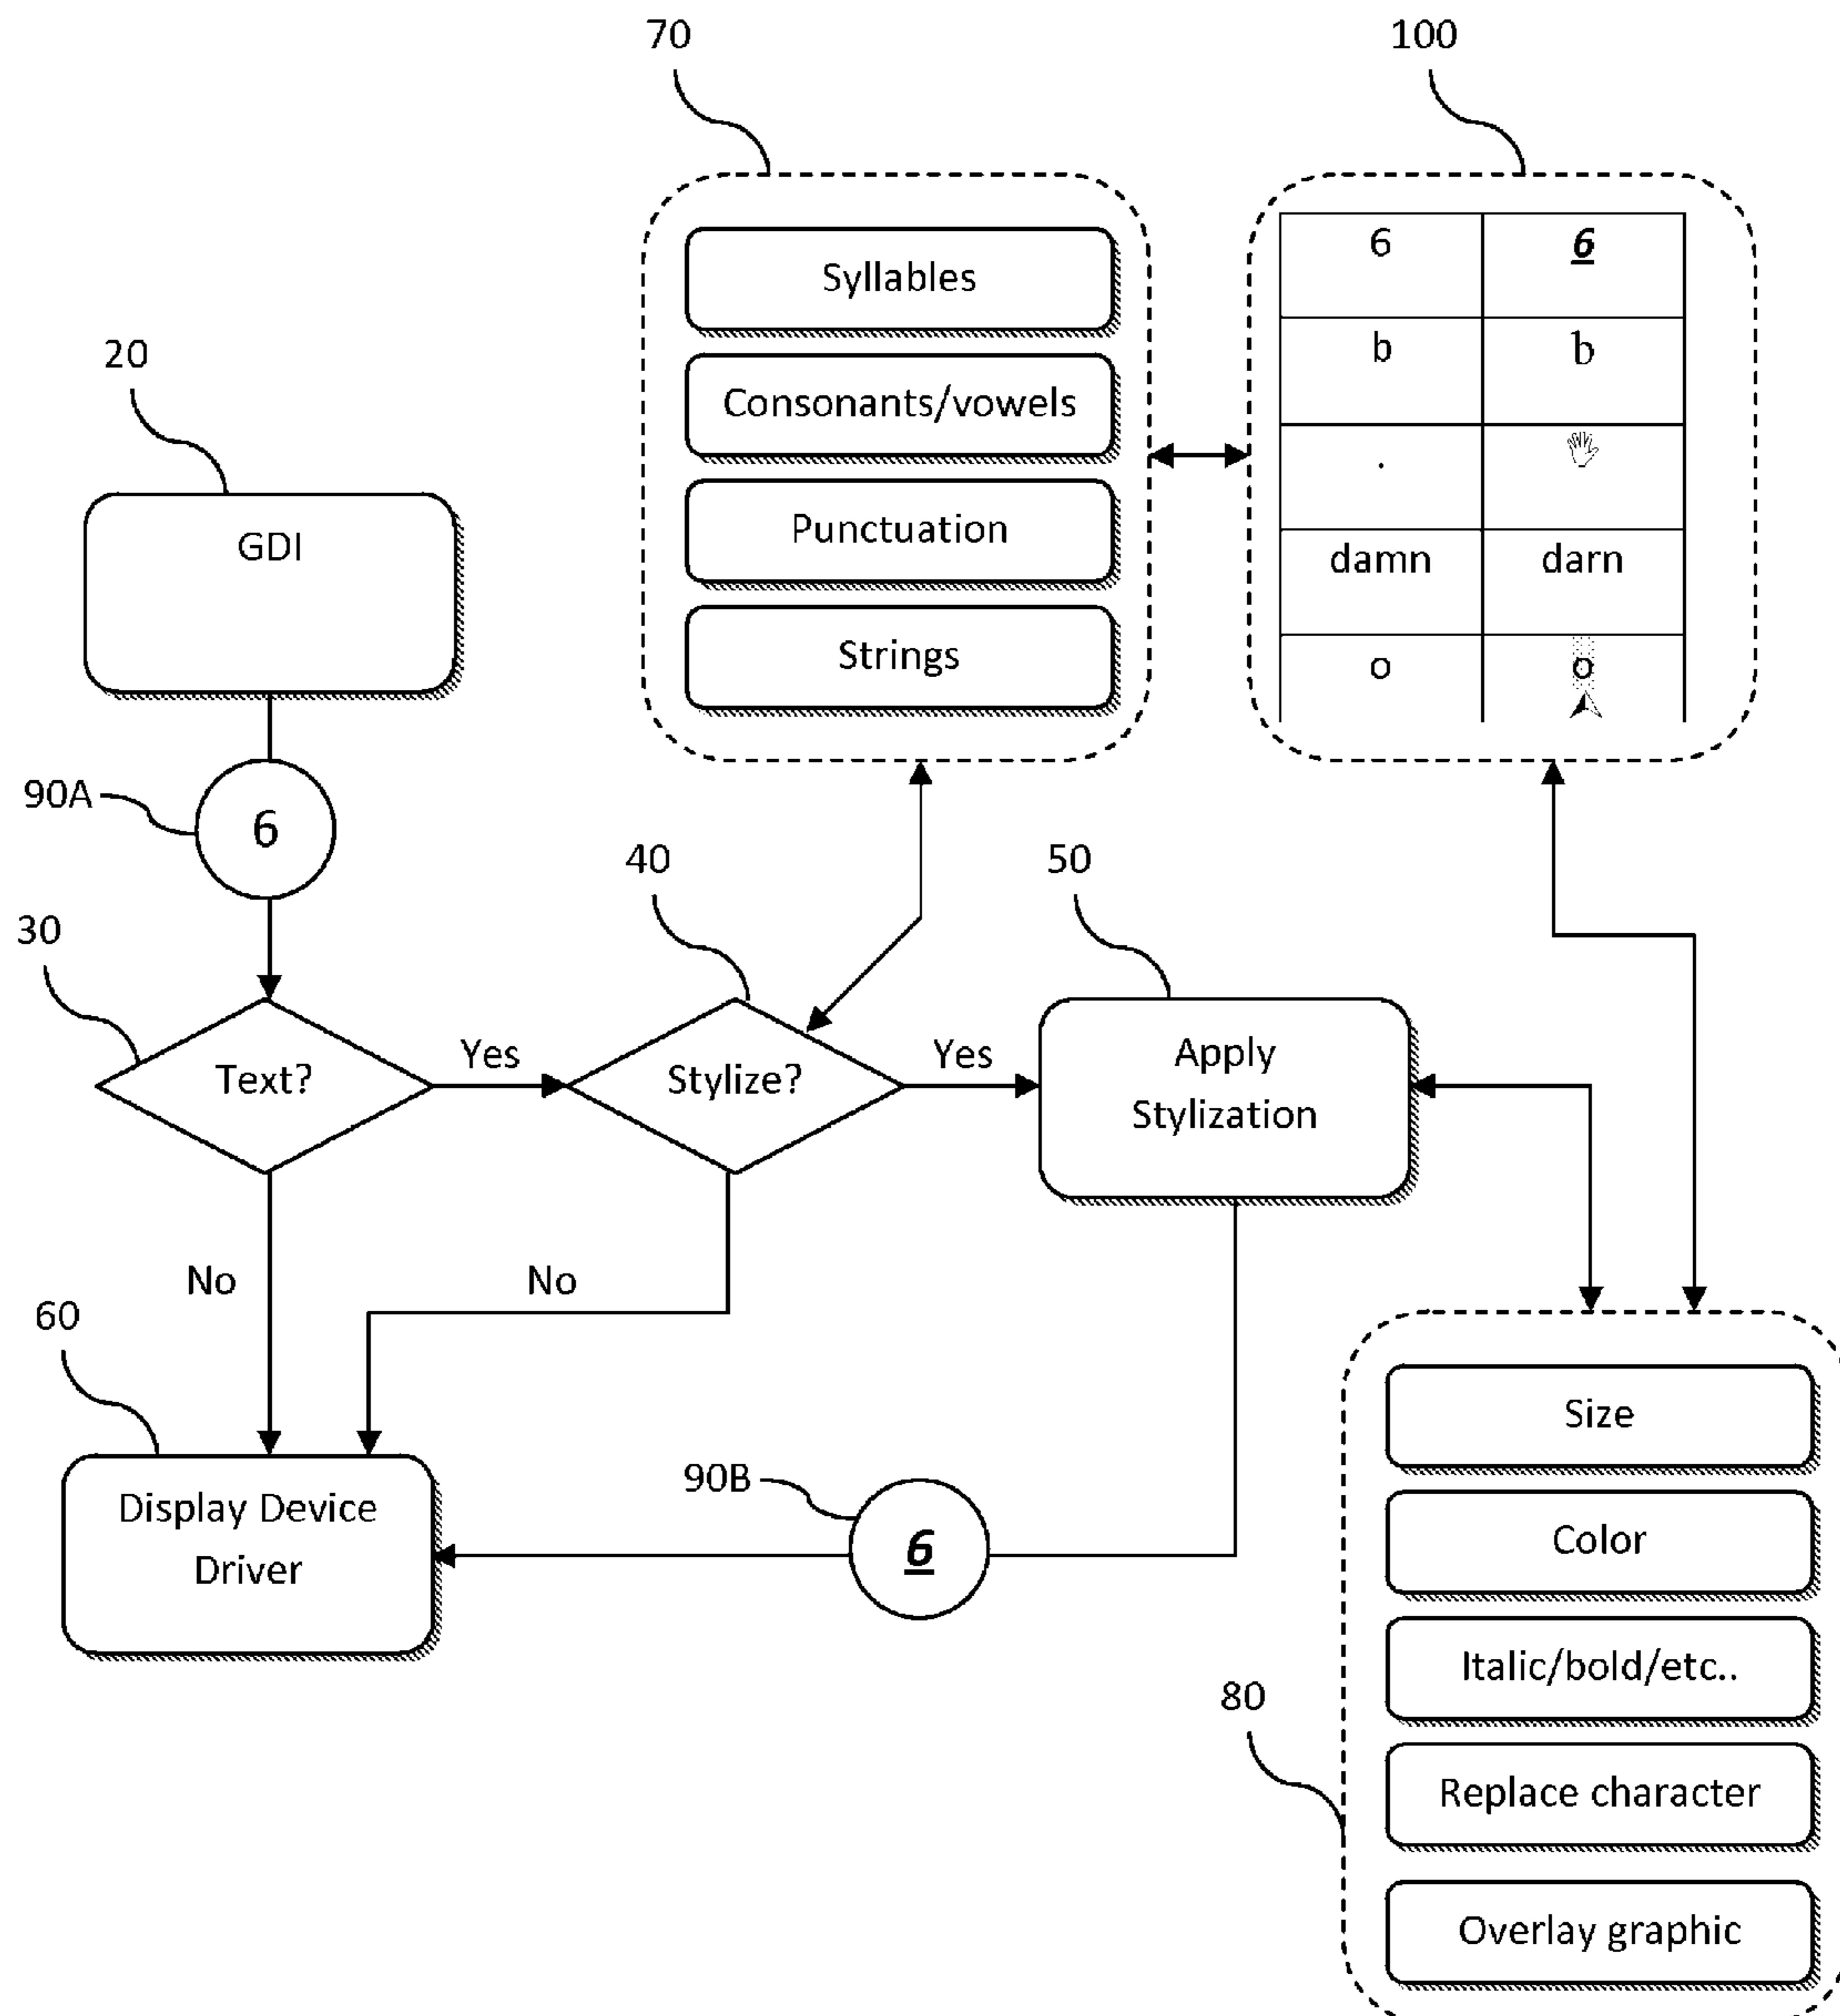 70
100
Syllables
Consonants/vowels
Punctuation
Strings
6 6
b b
.
damn darn
o o
20
GDI
90A
6
30
Text?
Yes
40
Stylize?
Yes
50
Apply
Stylization
No
No
60
Display Device
Driver
90B
6
80
Size
Color
Italic/bold/etc..
Replace character
Overlay graphic